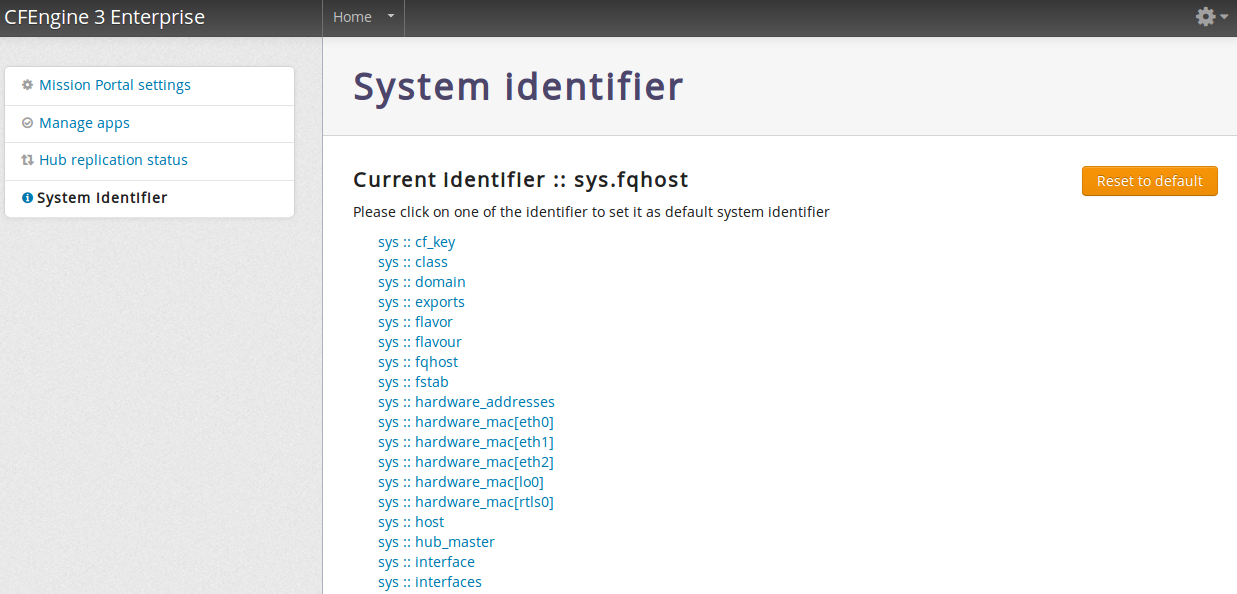 CFEngine 3 Enterprise
Home
Mission Portal settings
Manage apps
Hub replication status
System identifier
System identifier
Current identifier :: sys.fqhost
Reset to default
Please click on one of the identifier to set it as default system identifier
sys :: cf_key
sys :: class
sys :: domain
sys :: exports
sys :: flavor
sys :: flavour
sys :: fqhost
sys :: fstab
sys :: hardware_addresses
sys :: hardware_mac[eth0]
sys :: hardware_mac[eth1]
sys :: hardware_mac[eth2]
sys :: hardware_mac[lo0]
sys :: hardware_mac[rtls0]
sys :: host
sys :: hub_master
sys :: interface
sys :: interfaces